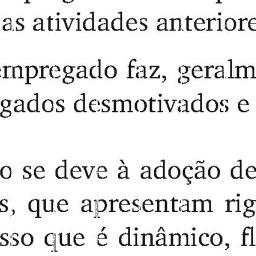 as atividades anteriore
empregado faz, geralm
gados desmotivados e
o se deve à adoção de
s, que apresentam rig
sso que é dinâmico, fl